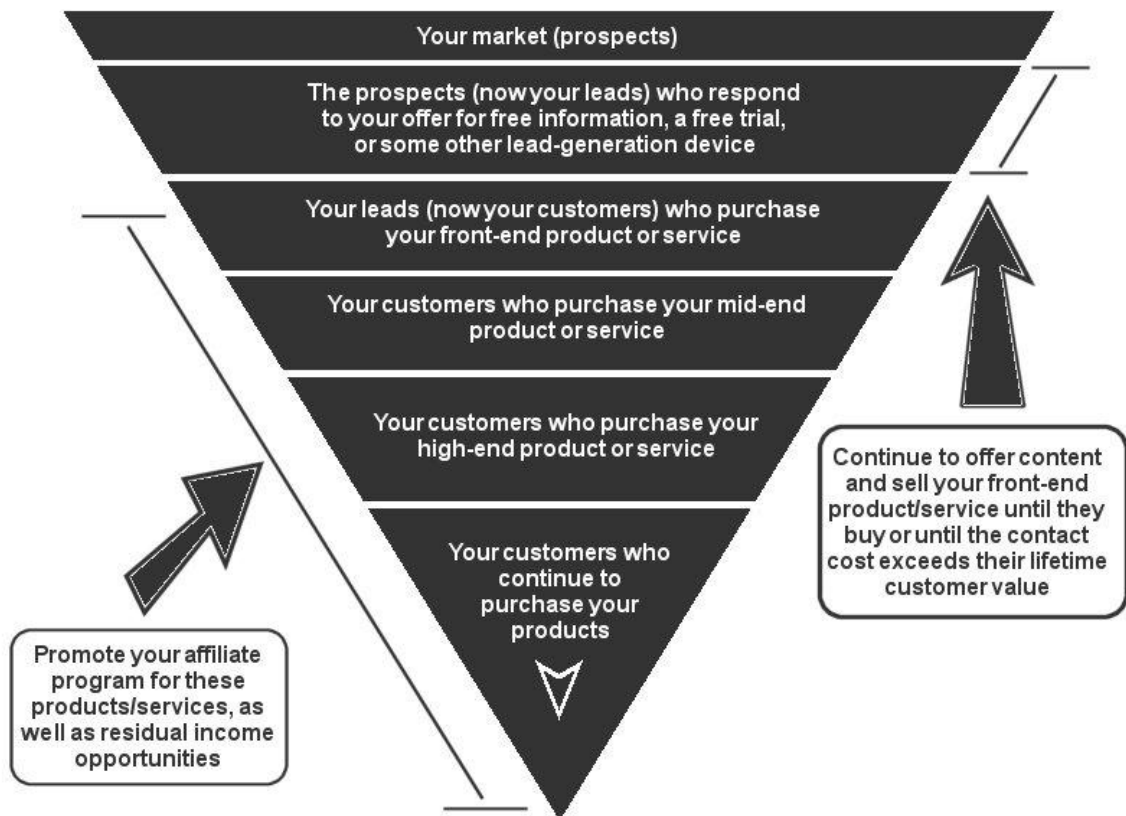 Your market (prospects)
The prospects (now your leads) who respond
to your offer for free information, a free trial,
or some other lead-generation device
Your leads (now your customers) who purchase
your front-end product or service
Your customers who purchase your mid-end
product or service
Your customers who purchase your
high-end product or service
Your customers who
continue to
purchase your
products
Continue to offer content
and sell your front-end
product/service until they
buy or until the contact
cost exceeds their lifetime
customer value
Promote your affiliate
program for these
products/services, as
well as residual income
opportunities